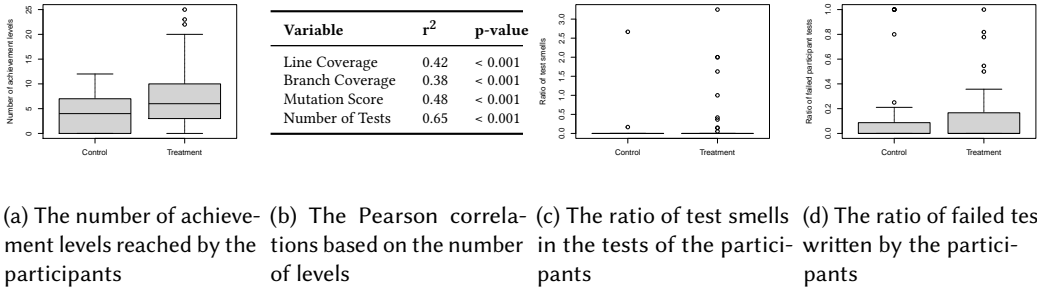 Number of achievement levels
25
20
15
10
5
0
Control
Treatment
Variable r² p-value
Line Coverage 0.42 < 0.001
Branch Coverage 0.38 < 0.001
Mutation Score 0.48 < 0.001
Number of Tests 0.65 < 0.001
Ratio of test smells
3.0
2.5
2.0
1.5
1.0
0.5
0.0
Control
Treatment
Ratio of failed participant tests
1.0
0.8
0.6
0.4
0.2
0.0
Control
Treatment
(a) The number of achieve-
ment levels reached by the
participants
(b) The Pearson correla-
tions based on the number
of levels
(c) The ratio of test smells
in the tests of the partici-
pants
(d) The ratio of failed tes
written by the partici-
pants